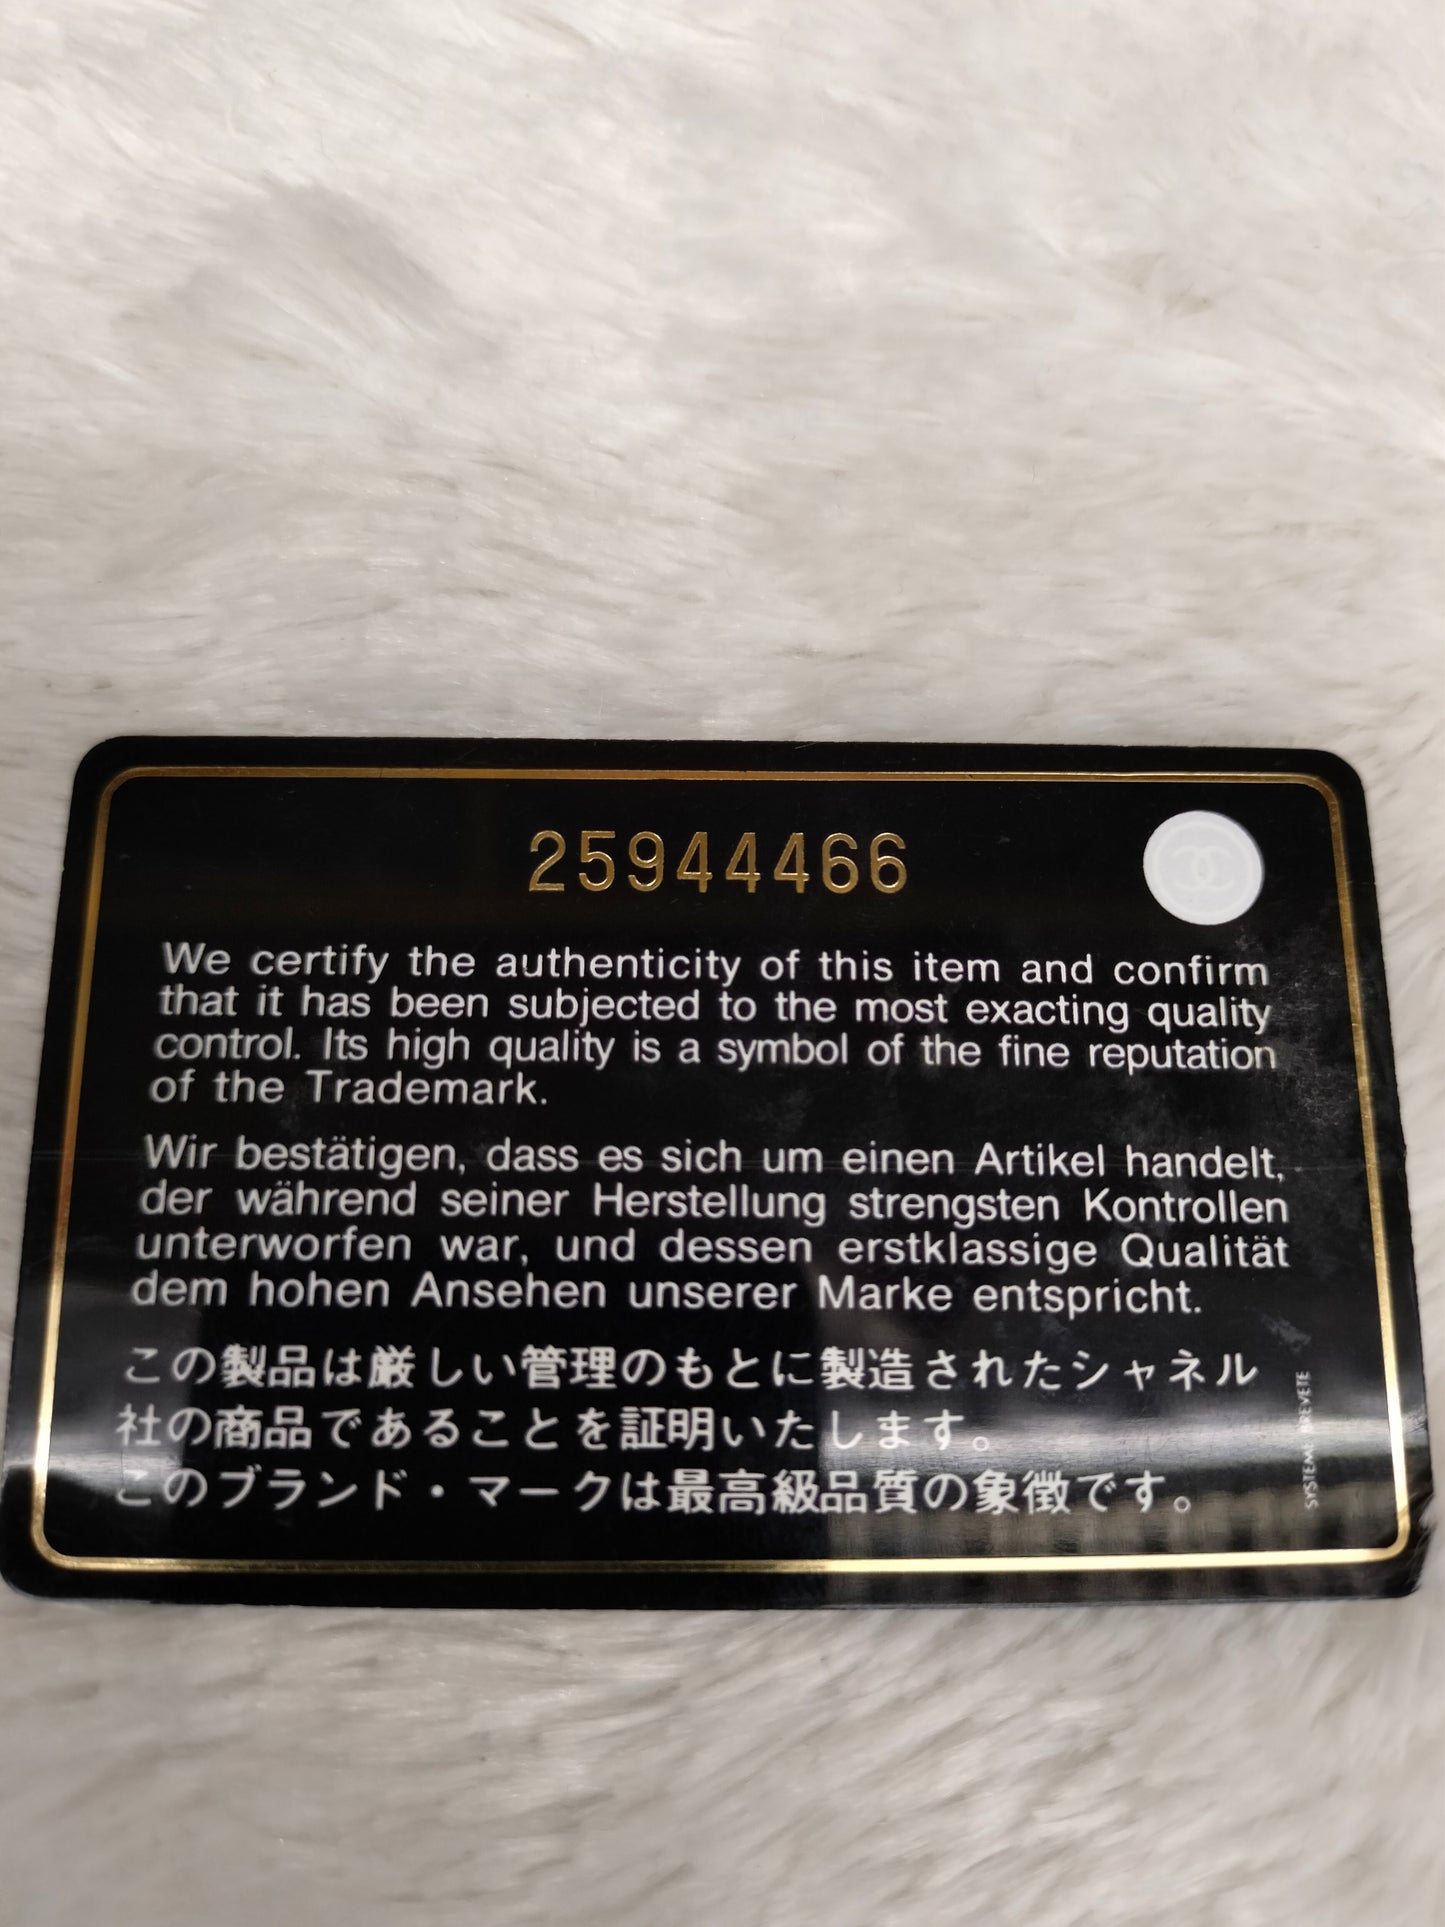 25944466
We certify the authenticity of this item and confirm
that it has been subjected to the most exacting quality
control. Its high quality is a symbol of the fine reputation
of the Trademark.
Wir bestätigen, dass es sich um einen Artikel handelt,
der während seiner Herstellung strengsten Kontrollen
unterworfen war, und dessen erstklassige Qualität
dem hohen Ansehen unserer Marke entspricht.
この製品は厳しい管理のもとに製造されたシャネル
社の商品であることを証明いたします。
このブランド・マークは最高級品質の象徴です。
SYSTEME BREVETE